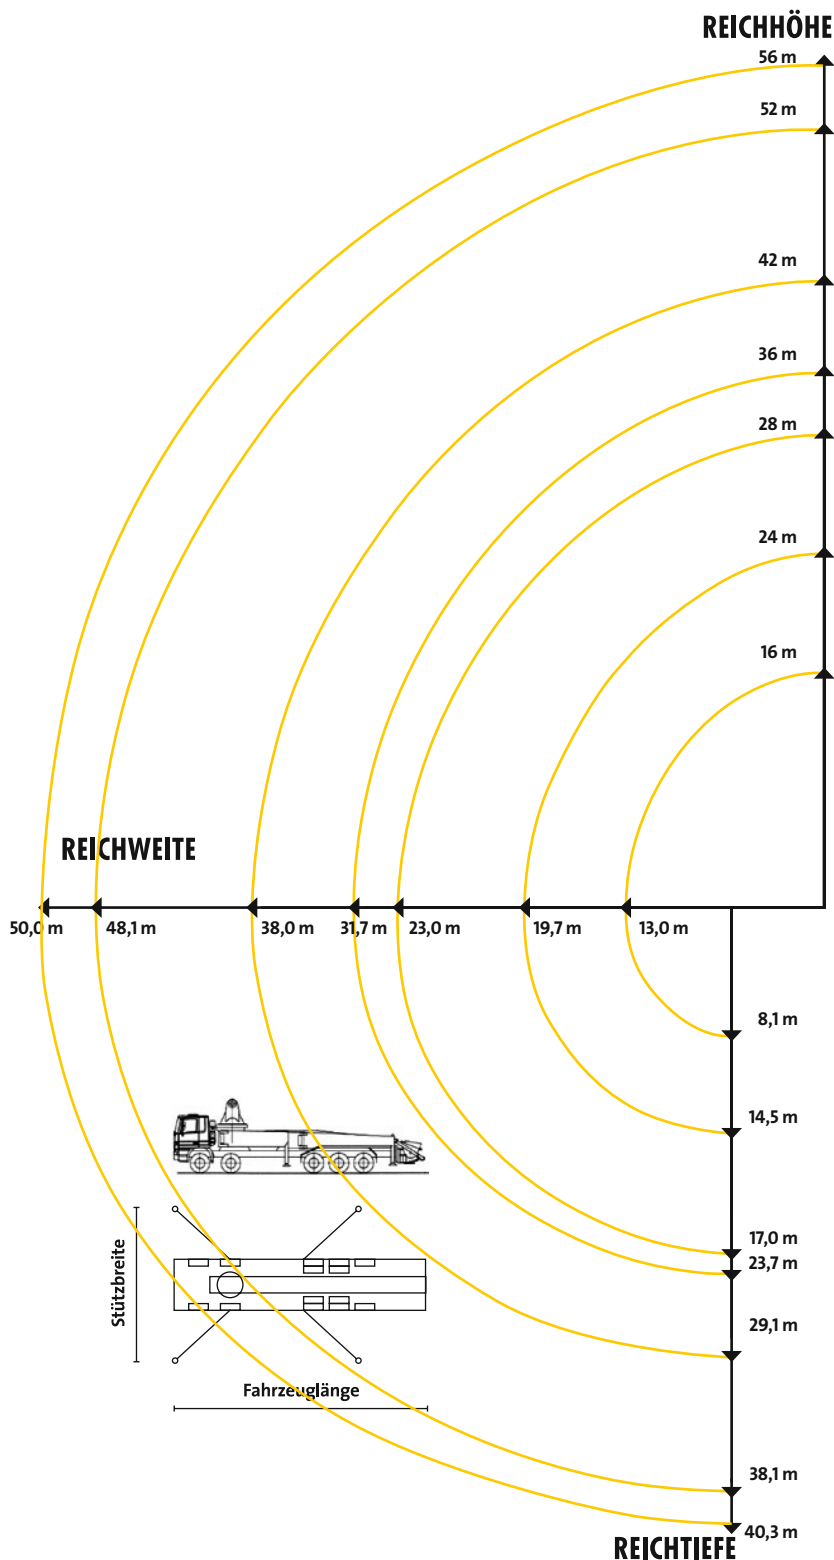 REICHHÖHE
56 m
52 m
42 m
36 m
28 m
24 m
16 m
REICHWEITE
50,0 m 48,1 m 38,0 m 31,7 m 23,0 m 19,7 m 13,0 m
8,1 m
14,5 m
17,0 m
23,7 m
29,1 m
Stützbreite
Fahrzeuglänge
38,1 m
40,3 m
REICHTIEFE